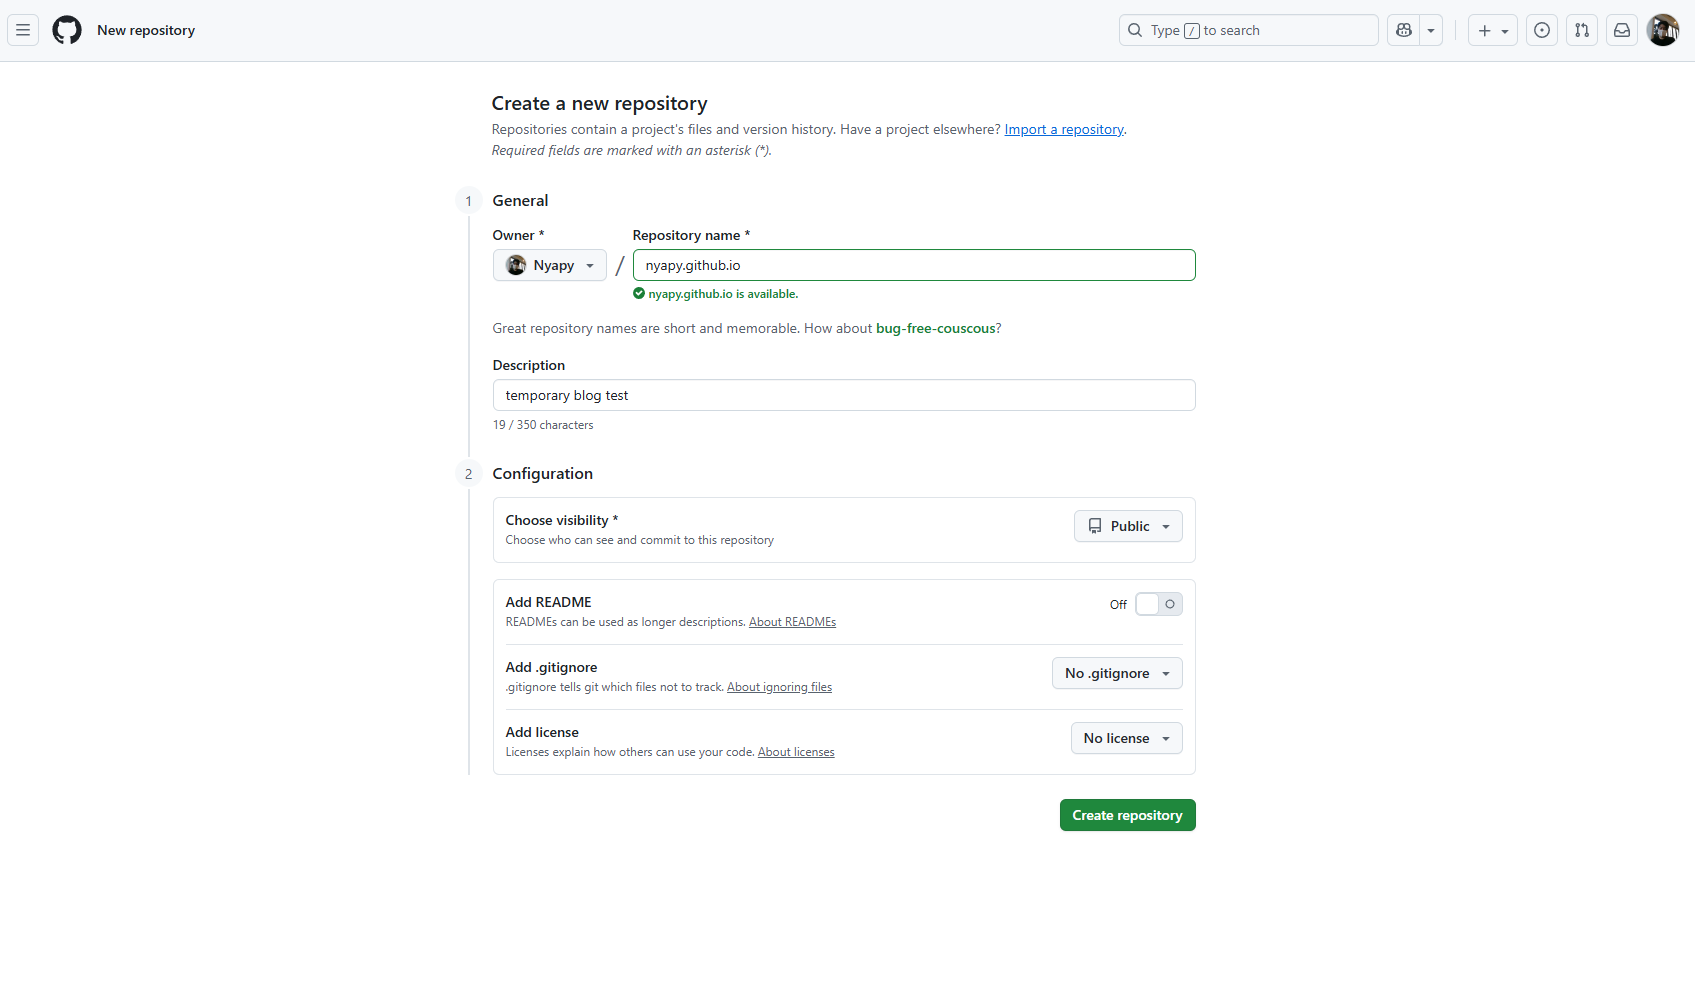 New repository
Type / to search
Create a new repository
Repositories contain a project's files and version history. Have a project elsewhere? Import a repository.
Required fields are marked with an asterisk (*).
1 General
Owner * Repository name *
Nyapy / nyapy.github.io
nyapy.github.io is available.
Great repository names are short and memorable. How about bug-free-couscous?
Description
temporary blog test
19 / 350 characters
2 Configuration
Choose visibility *
Choose who can see and commit to this repository
Public
Add README
READMEs can be used as longer descriptions. About READMEs
Off
Add .gitignore
.gitignore tells git which files not to track. About ignoring files
No .gitignore
Add license
Licenses explain how others can use your code. About licenses
No license
Create repository